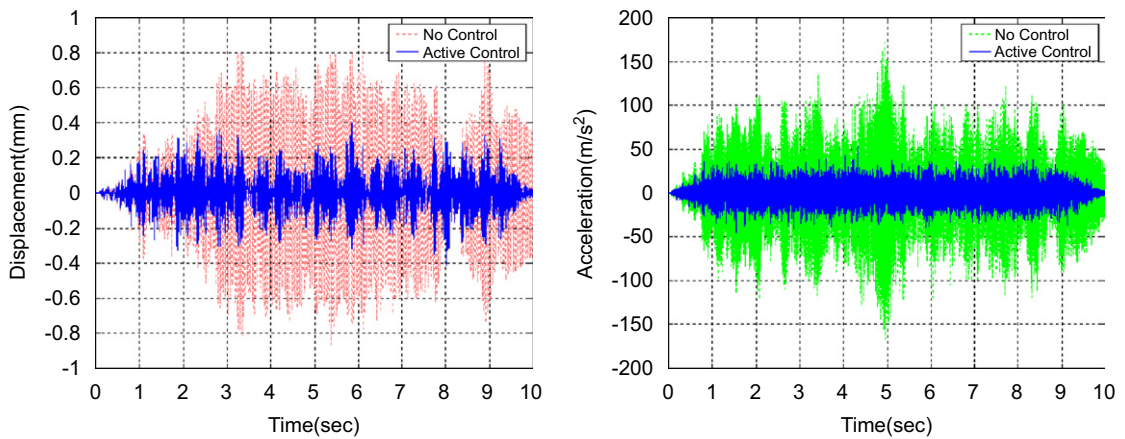 1
0.8
0.6
0.4
0.2
0
-0.2
-0.4
-0.6
-0.8
-1
Displacement(mm)
No Control
Active Control
0 1 2 3 4 5 6 7 8 9 10
Time(sec)
200
150
100
50
0
-50
-100
-150
-200
Acceleration(m/s²)
No Control
Active Control
0 1 2 3 4 5 6 7 8 9 10
Time(sec)